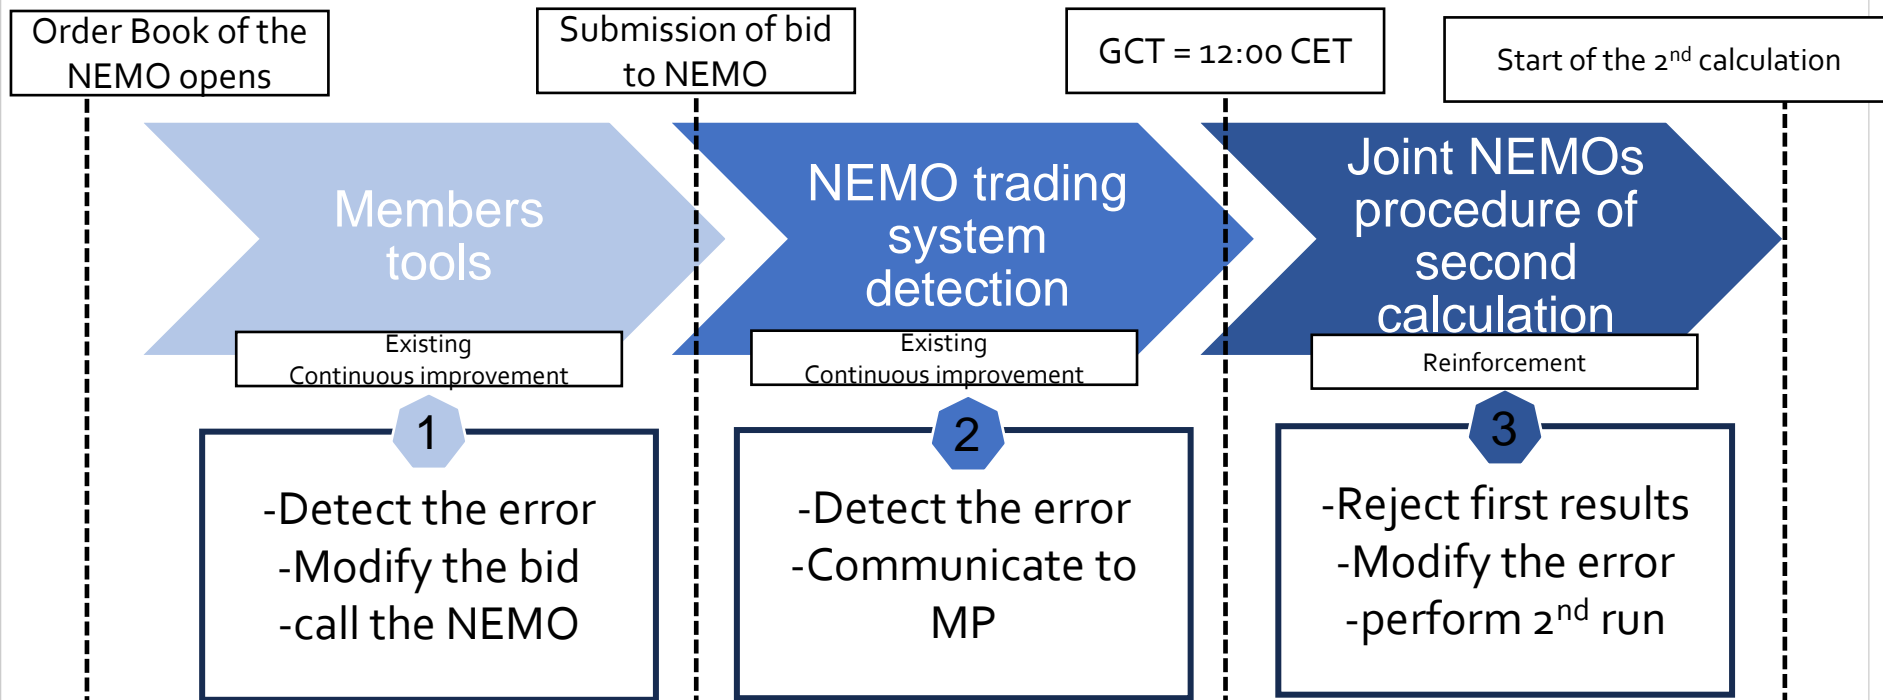 Order Book of the
NEMO opens
Submission of bid
to NEMO
GCT = 12:00 CET
Start of the 2nd calculation
Members
tools
NEMO trading
system
detection
Joint NEMOs
procedure of
second
calculation
Existing
Continuous improvement
Existing
Continuous improvement
Reinforcement
1
-Detect the error
-Modify the bid
-call the NEMO
2
-Detect the error
-Communicate to
MP
3
-Reject first results
-Modify the error
-perform 2nd run